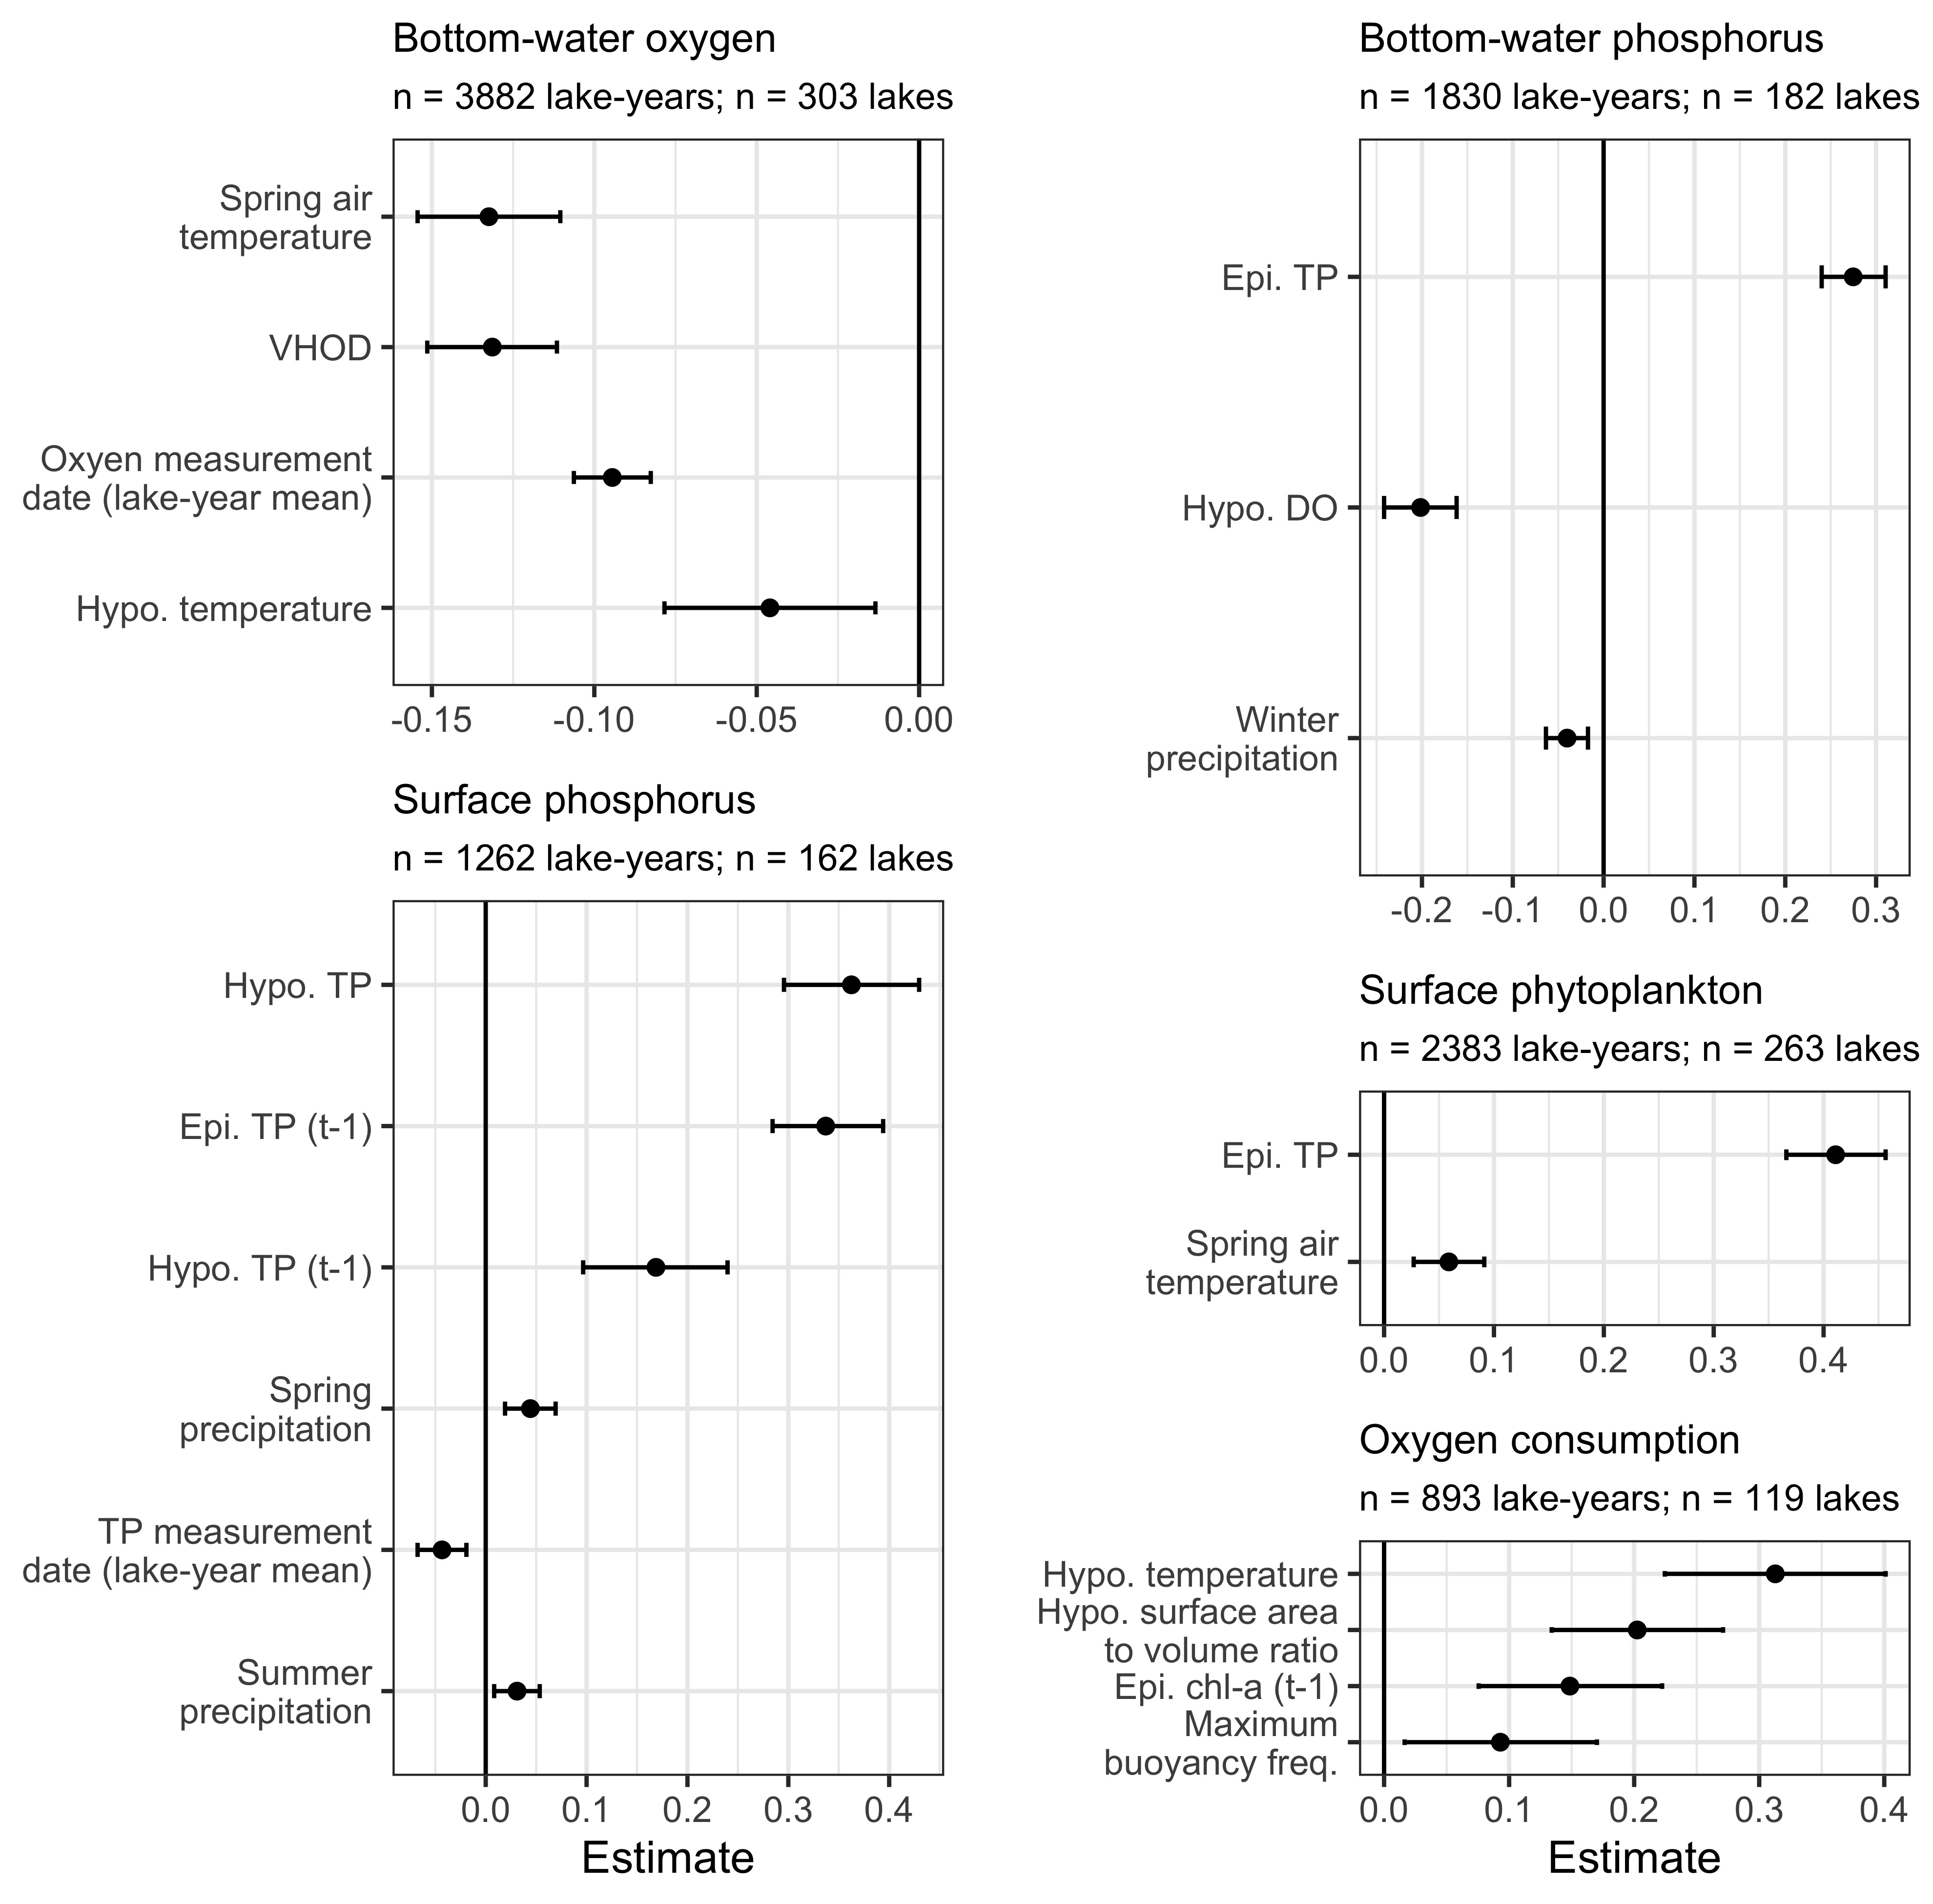 Bottom-water oxygen
n = 3882 lake-years; n = 303 lakes
Spring air
temperature
VHOD
Oxyen measurement
date (lake-year mean)
Hypo. temperature
-0.15 -0.10 -0.05 0.00
Surface phosphorus
n = 1262 lake-years; n = 162 lakes
Hypo. TP
Epi. TP (t-1)
Hypo. TP (t-1)
Spring
precipitation
TP measurement
date (lake-year mean)
Summer
precipitation
0.0 0.1 0.2 0.3 0.4
Estimate
Bottom-water phosphorus
n = 1830 lake-years; n = 182 lakes
Epi. TP
Hypo. DO
Winter
precipitation
-0.2 -0.1 0.0 0.1 0.2 0.3
Surface phytoplankton
n = 2383 lake-years; n = 263 lakes
Epi. TP
Spring air
temperature
0.0 0.1 0.2 0.3 0.4
Oxygen consumption
n = 893 lake-years; n = 119 lakes
Hypo. temperature
Hypo. surface area
to volume ratio
Epi. chl-a (t-1)
Maximum
buoyancy freq.
0.0 0.1 0.2 0.3 0.4
Estimate